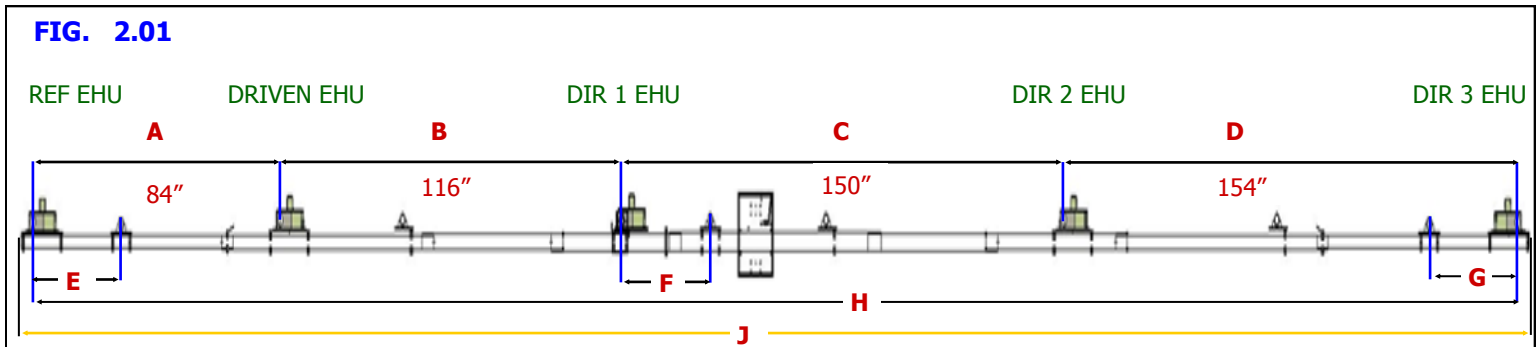 FIG. 2.01
REF EHU DRIVEN EHU DIR 1 EHU DIR 2 EHU DIR 3 EHU
A B C D
84” 116” 150” 154”
E F G
H
J